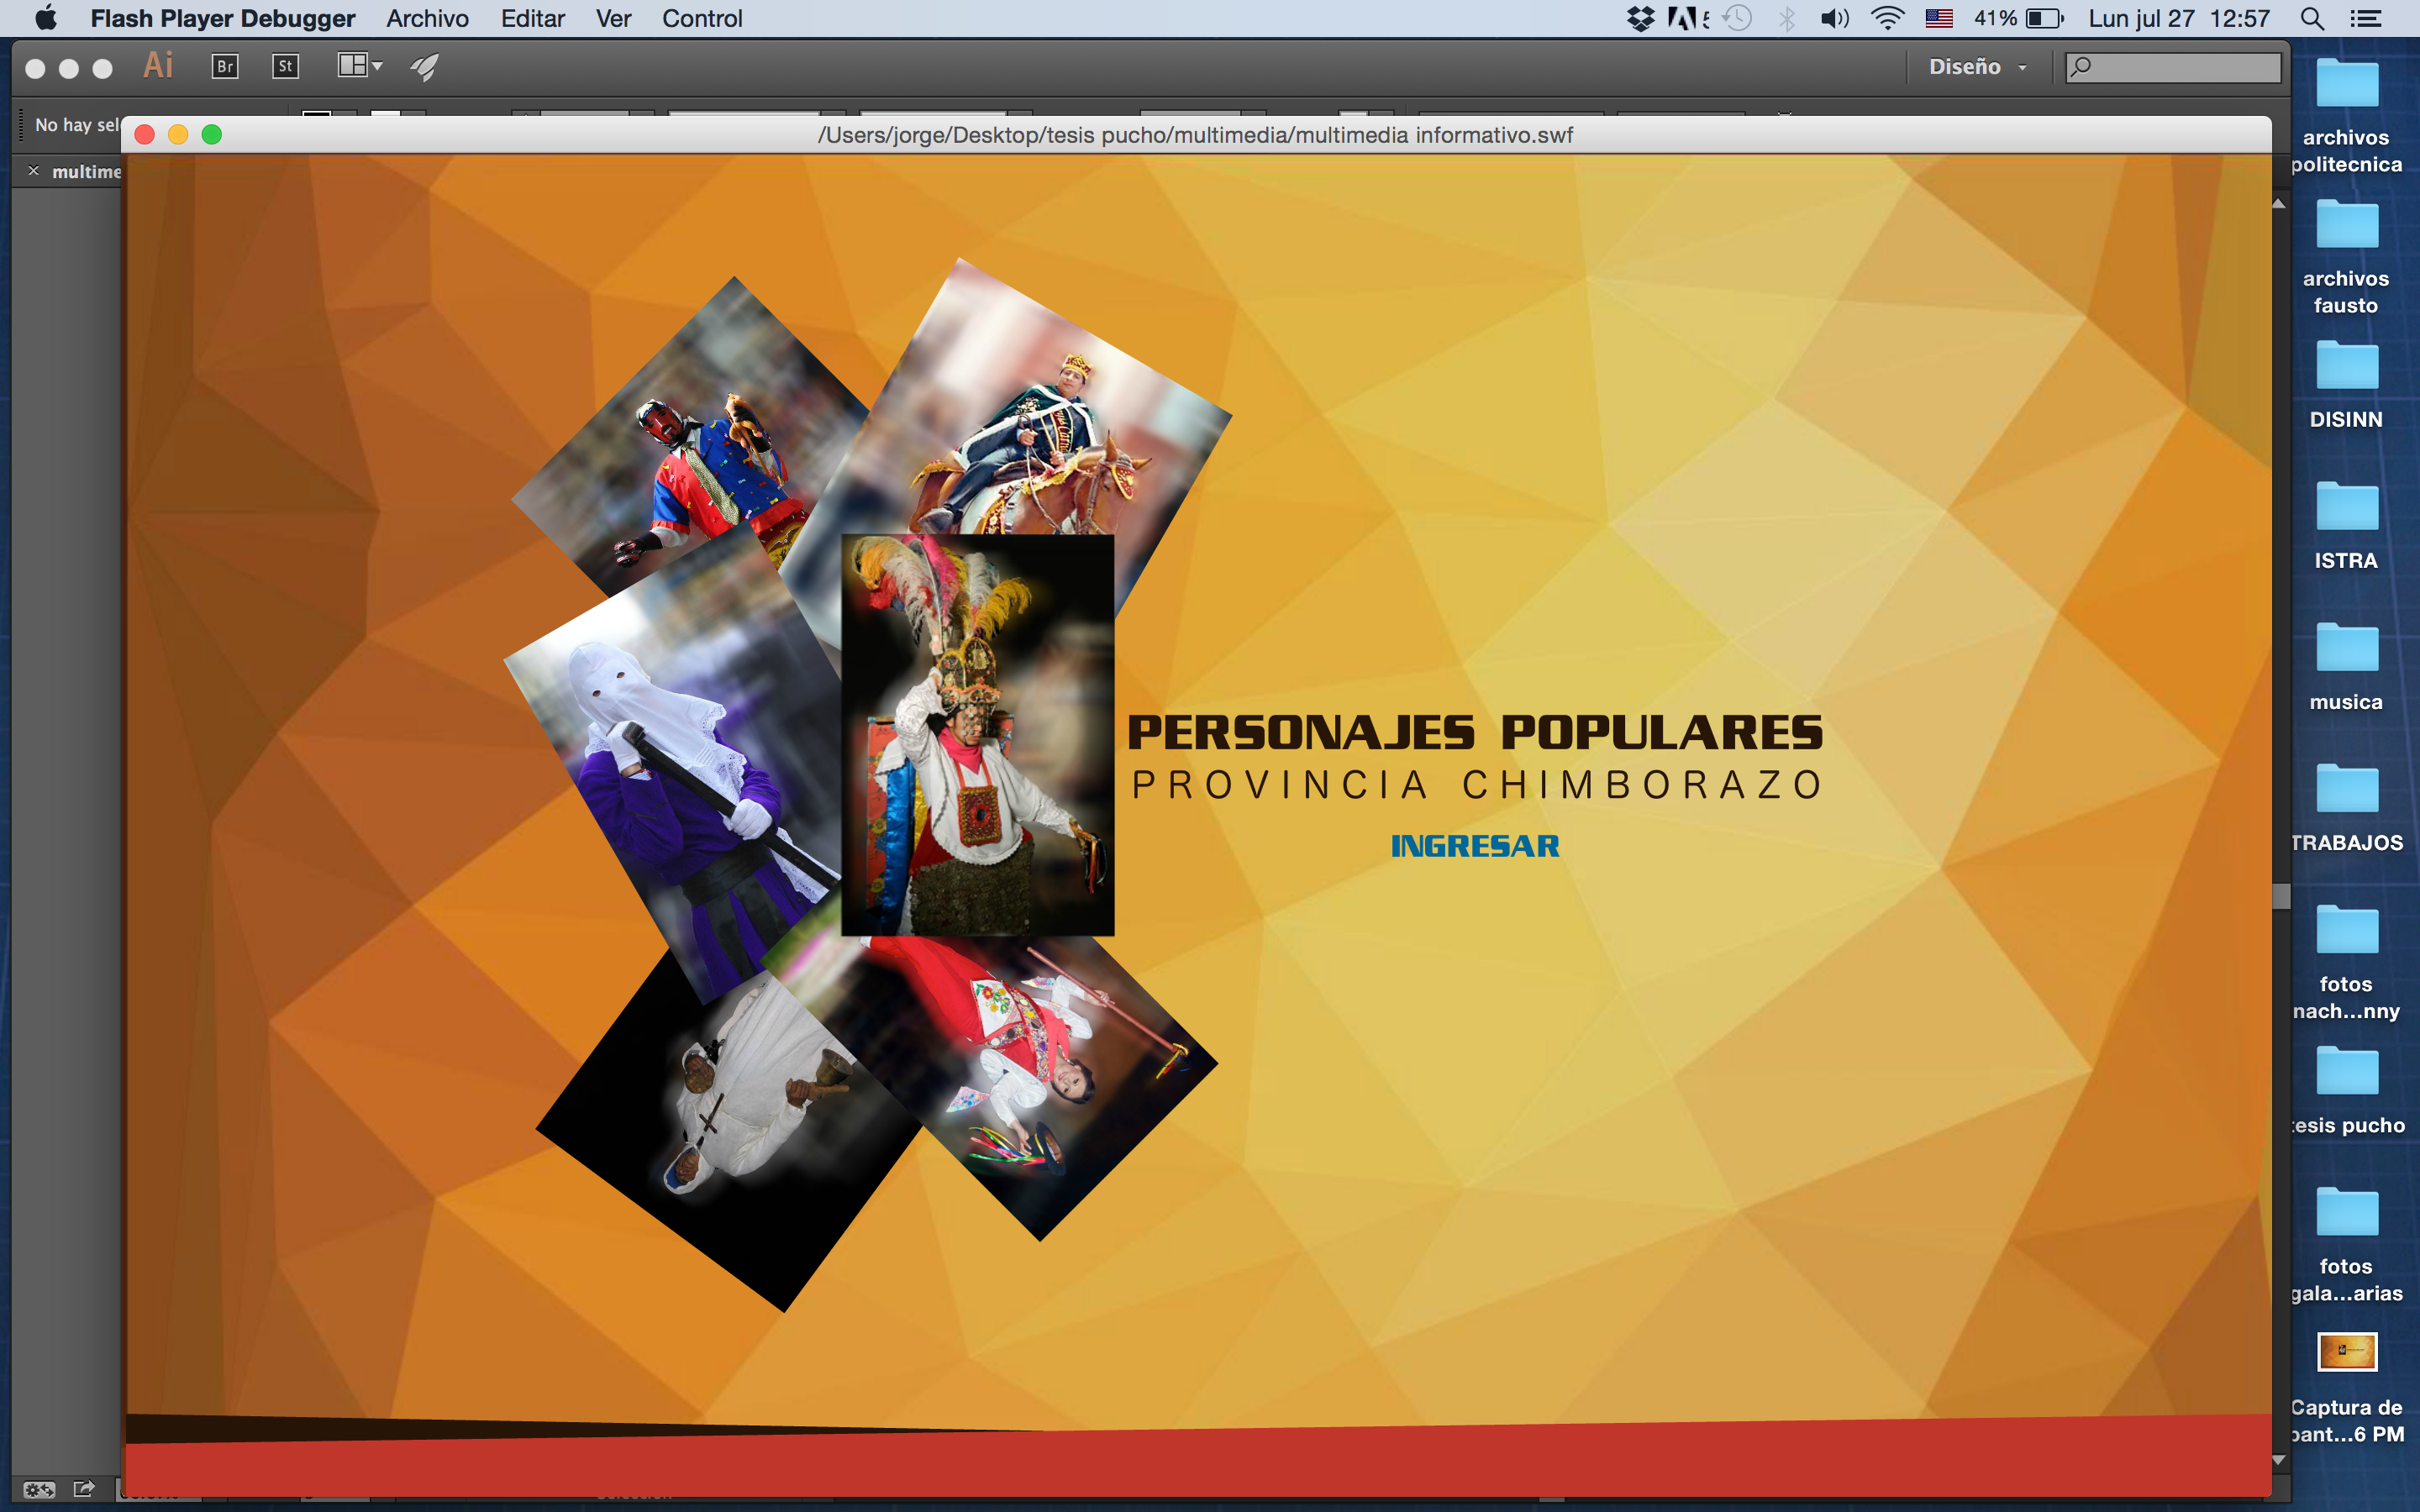 Flash Player Debugger Archivo Editar Ver Control 41% Lun jul 27 12:57
Ai Br St Diseño
No hay sel
/Users/jorge/Desktop/tesis pucho/multimedia/multimedia informativo.swf
× multime
PERSONAJES POPULARES
PROVINCIA CHIMBORAZO
INGRESAR
archivos
politecnica
archivos
fausto
DISINN
ISTRA
musica
TRABAJOS
fotos
nach...nny
tesis pucho
fotos
gala...arias
Captura de
pant...6 PM